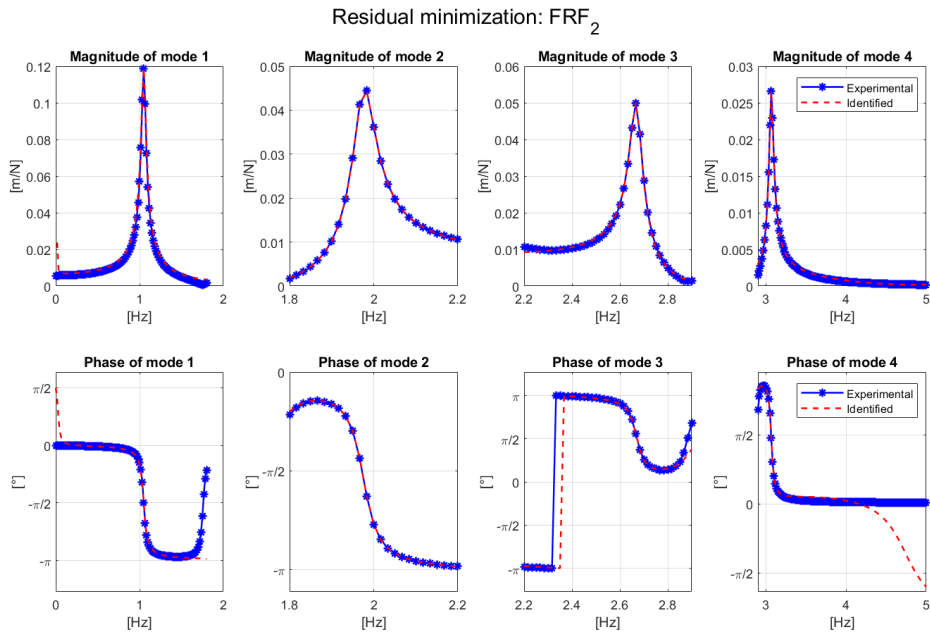 Residual minimization: FRF2
Magnitude of mode 1
Magnitude of mode 2
Magnitude of mode 3
Magnitude of mode 4
0.12
0.1
0.08
0.06
0.04
0.02
0
[m/N]
0
1
2
[Hz]
0.05
0.04
0.03
0.02
0.01
0
[m/N]
1.8
2
2.2
[Hz]
0.06
0.05
0.04
0.03
0.02
0.01
0
[m/N]
2.2
2.4
2.6
2.8
[Hz]
0.03
0.025
0.02
0.015
0.01
0.005
0
[m/N]
3
4
5
[Hz]
Experimental
Identified
Phase of mode 1
Phase of mode 2
Phase of mode 3
Phase of mode 4
π/2
0
-π/2
-π
[°]
0
1
2
[Hz]
0
-π/2
-π
[°]
1.8
2
2.2
[Hz]
π
π/2
0
-π/2
-π
[°]
2.2
2.4
2.6
2.8
[Hz]
π/2
0
-π/2
[°]
3
4
5
[Hz]
Experimental
Identified